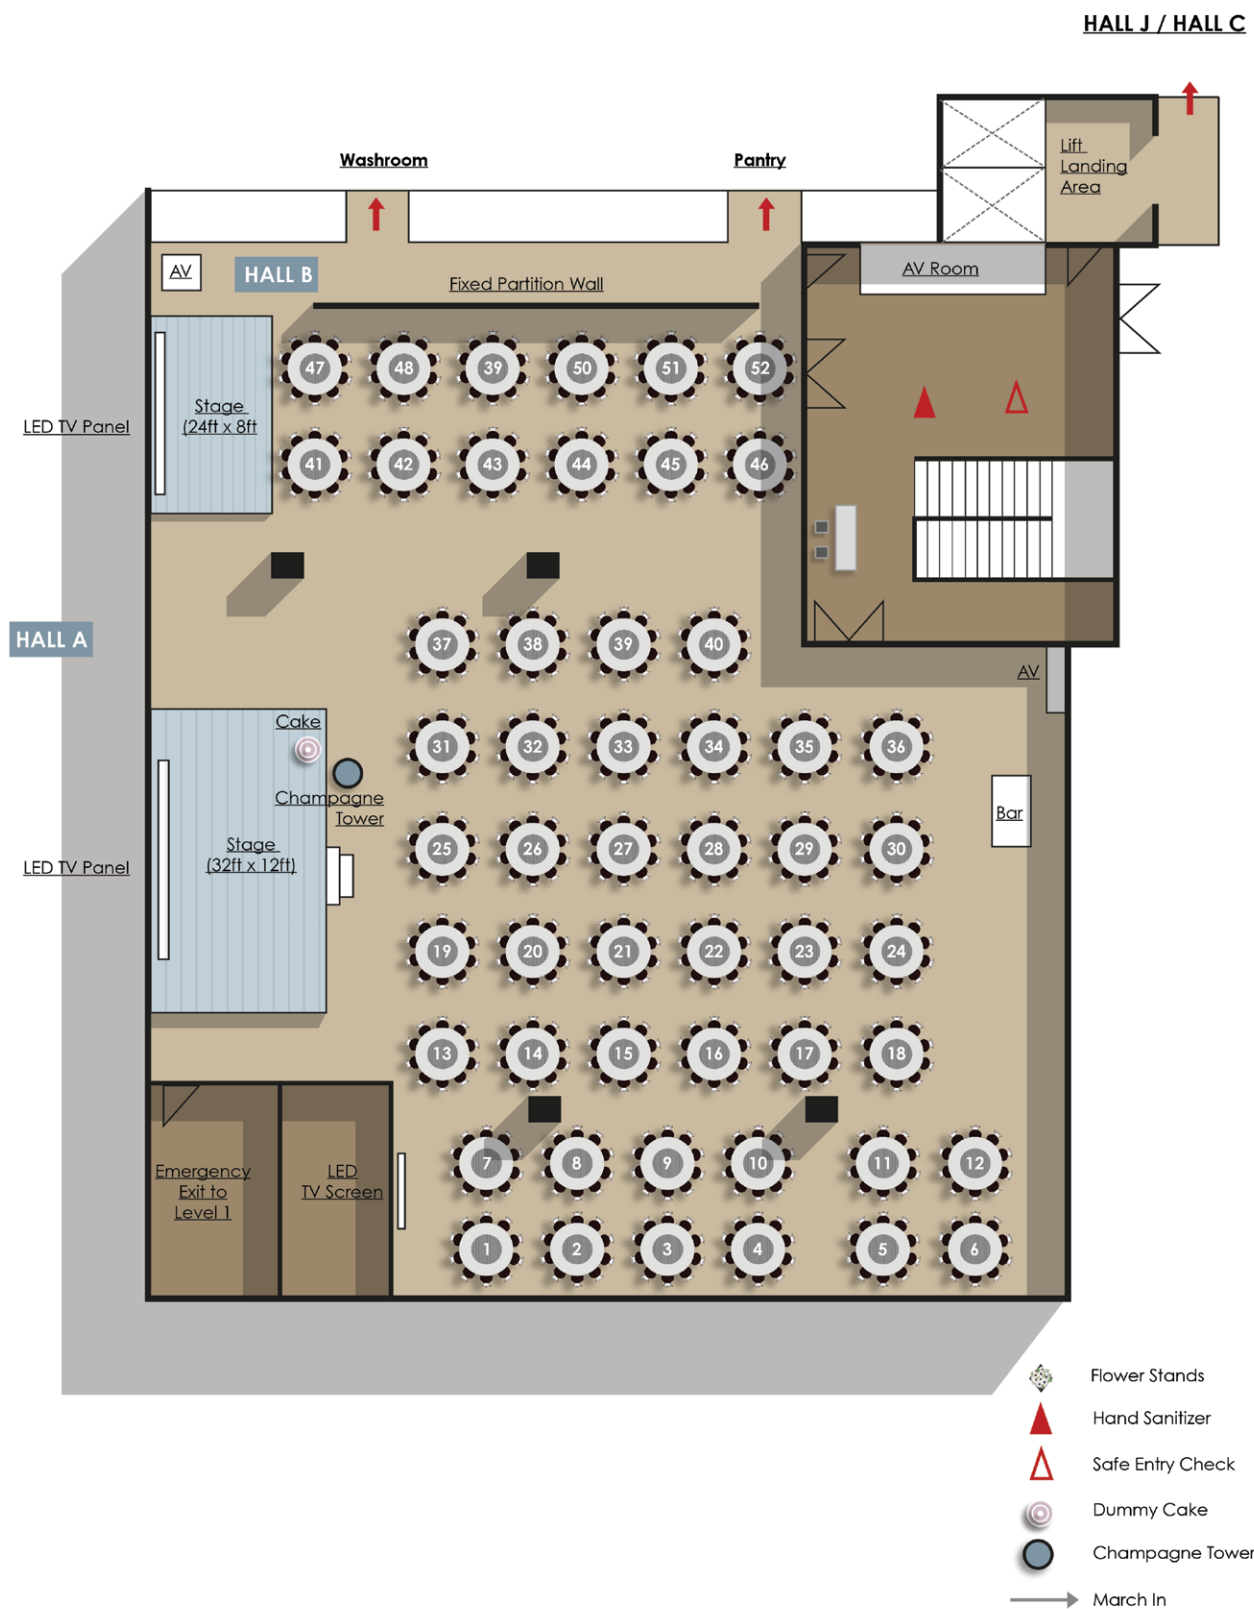 HALL J / HALL C
Lift
Landing
Area
Washroom
Pantry
AV
HALL B
AV Room
Fixed Partition Wall
47 48 39 50 51 52
Stage
(24ft x 8ft
LED TV Panel
41 42 43 44 45 46
HALL A
37 38 39 40
AV
Cake
31 32 33 34 35 36
Champagne
Tower
Bar
Stage
(32ft x 12ft)
LED TV Panel
25 26 27 28 29 30
19 20 21 22 23 24
13 14 15 16 17 18
Emergency
Exit to
Level 1
LED
TV Screen
7 8 9 10 11 12
1 2 3 4 5 6
Flower Stands
Hand Sanitizer
Safe Entry Check
Dummy Cake
Champagne Tower
March In